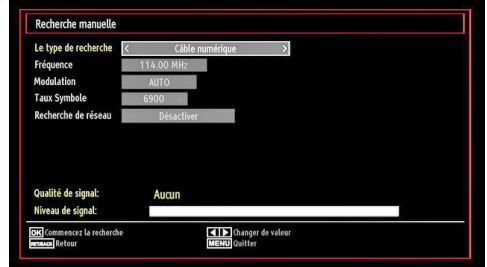 Recherche manuelle
Le type de recherche < Câble numérique >
Fréquence 114.00 MHz
Modulation AUTO
Taux Symbole 6900
Recherche de réseau Désactiver
Qualité de signal: Aucun
Niveau de signal:
OK Commencez la recherche Changer de valeur
RET/BACK Retour MENU Quitter